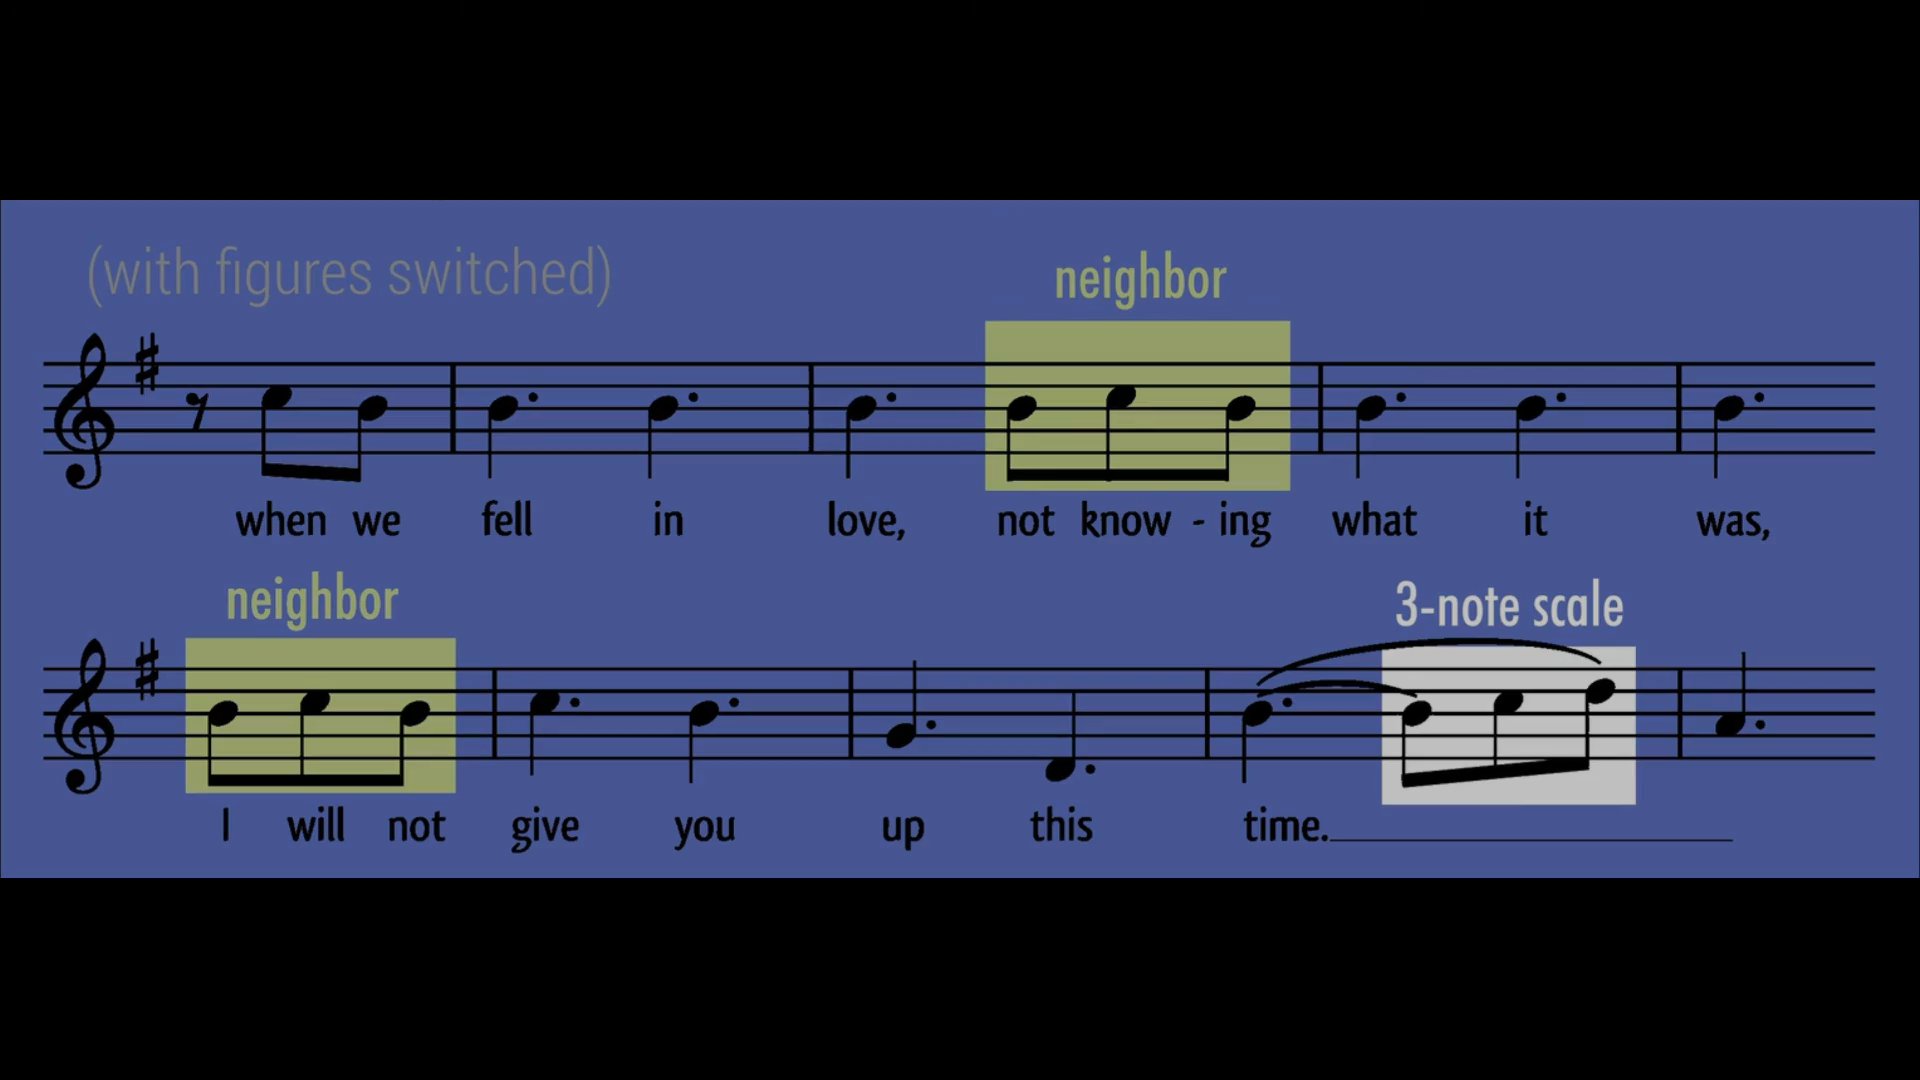 (with figures switched)
neighbor
when we fell in love, not know - ing what it was,
neighbor
3-note scale
I will not give you up this time.